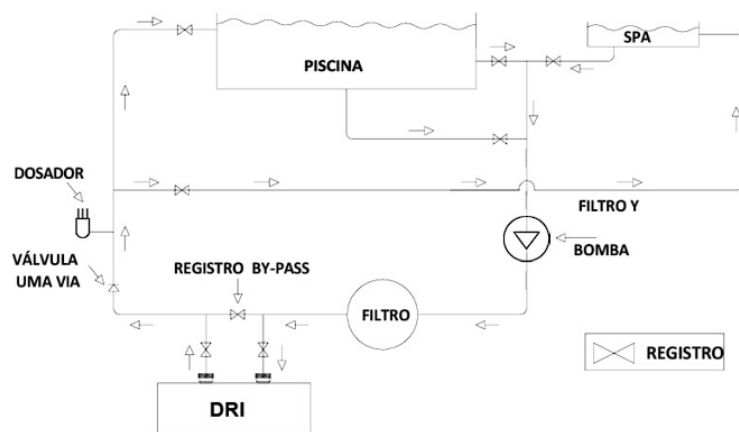 PISCINA
SPA
DOSADOR
FILTRO Y
VÁLVULA
UMA VIA
REGISTRO BY-PASS
BOMBA
FILTRO
REGISTRO
DRI